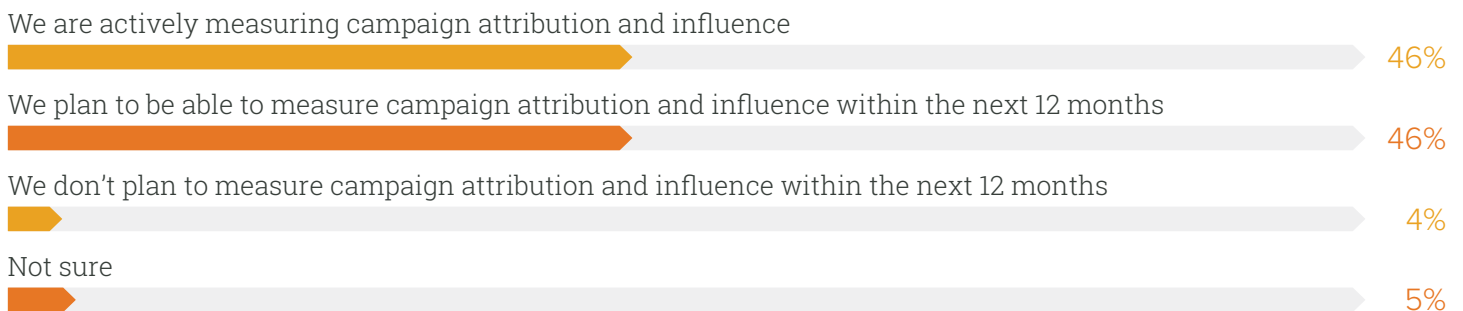 We are actively measuring campaign attribution and influence
46%
We plan to be able to measure campaign attribution and influence within the next 12 months
46%
We don’t plan to measure campaign attribution and influence within the next 12 months
4%
Not sure
5%